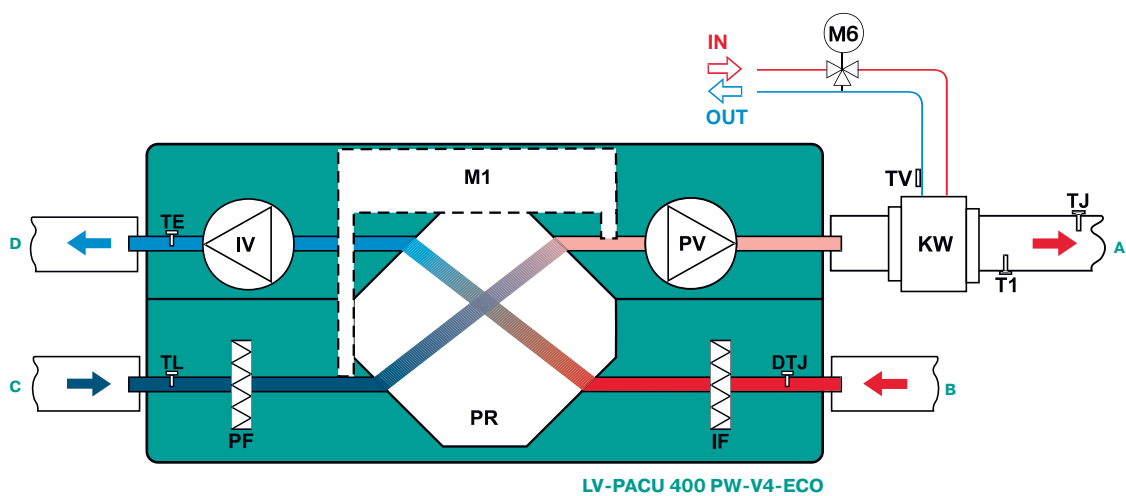 M6
IN
OUT
TV
M1
TE
TJ
D
IV
PV
KW
A
T1
TL
DTJ
C
B
PR
PF
IF
LV-PACU 400 PW-V4-ECO